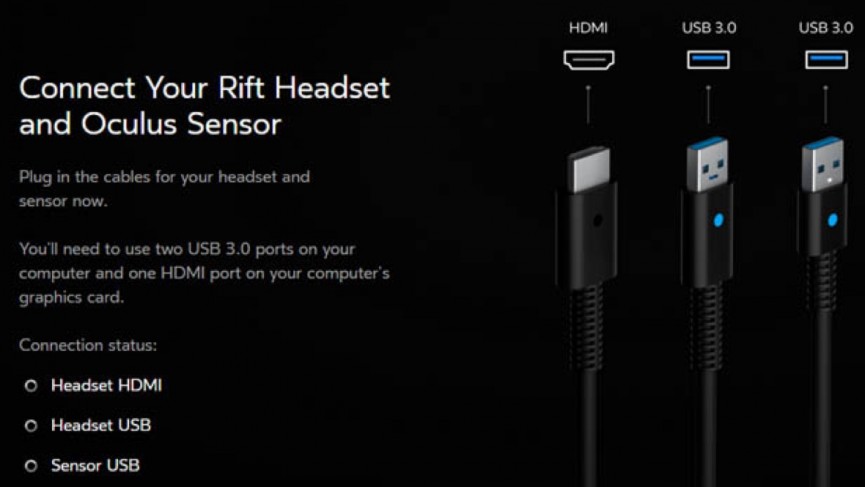 HDMI
USB 3.0
USB 3.0
Connect Your Rift Headset
and Oculus Sensor
Plug in the cables for your headset and
sensor now.
You'll need to use two USB 3.0 ports on your
computer and one HDMI port on your computer's
graphics card.
Connection status:
Headset HDMI
Headset USB
Sensor USB